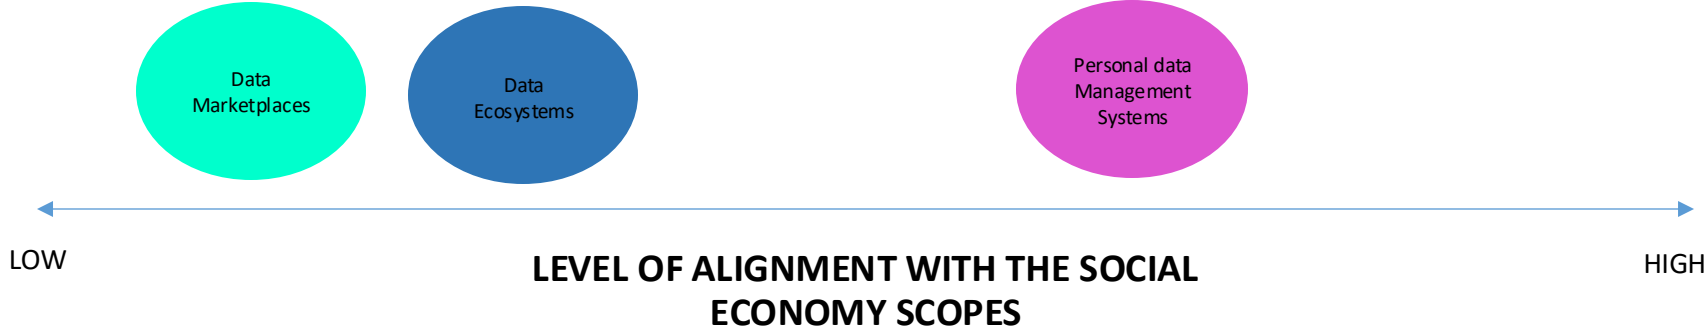 Data
Marketplaces
Data
Ecosystems
Personal data
Management
Systems
LOW
HIGH
LEVEL OF ALIGNMENT WITH THE SOCIAL
ECONOMY SCOPES